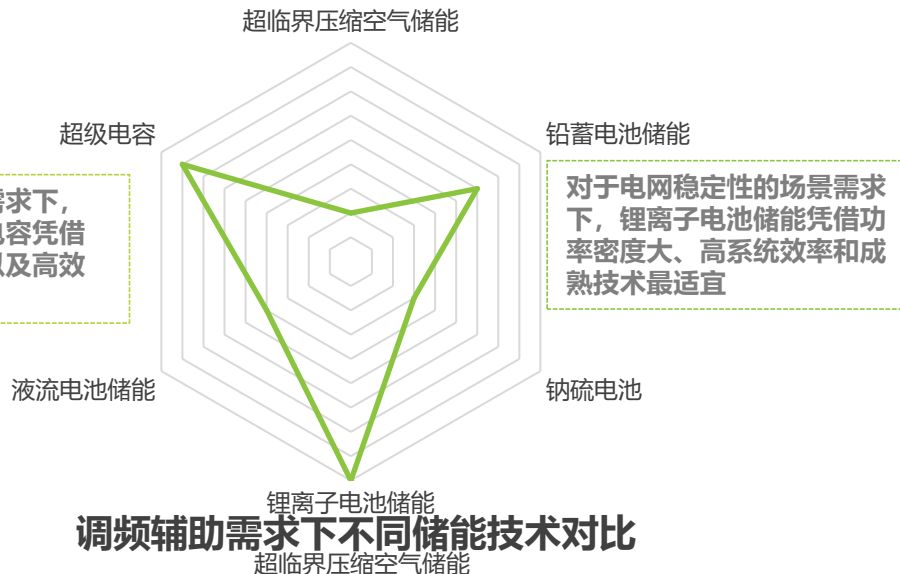 超临界压缩空气储能
超级电容
铅蓄电池储能
需求下,
电容凭借
以及高效
对于电网稳定性的场景需求
下，锂离子电池储能凭借功
率密度大、高系统效率和成
熟技术最适宜
液流电池储能
钠硫电池
锂离子电池储能
调频辅助需求下不同储能技术对比
超临界压缩空气储能